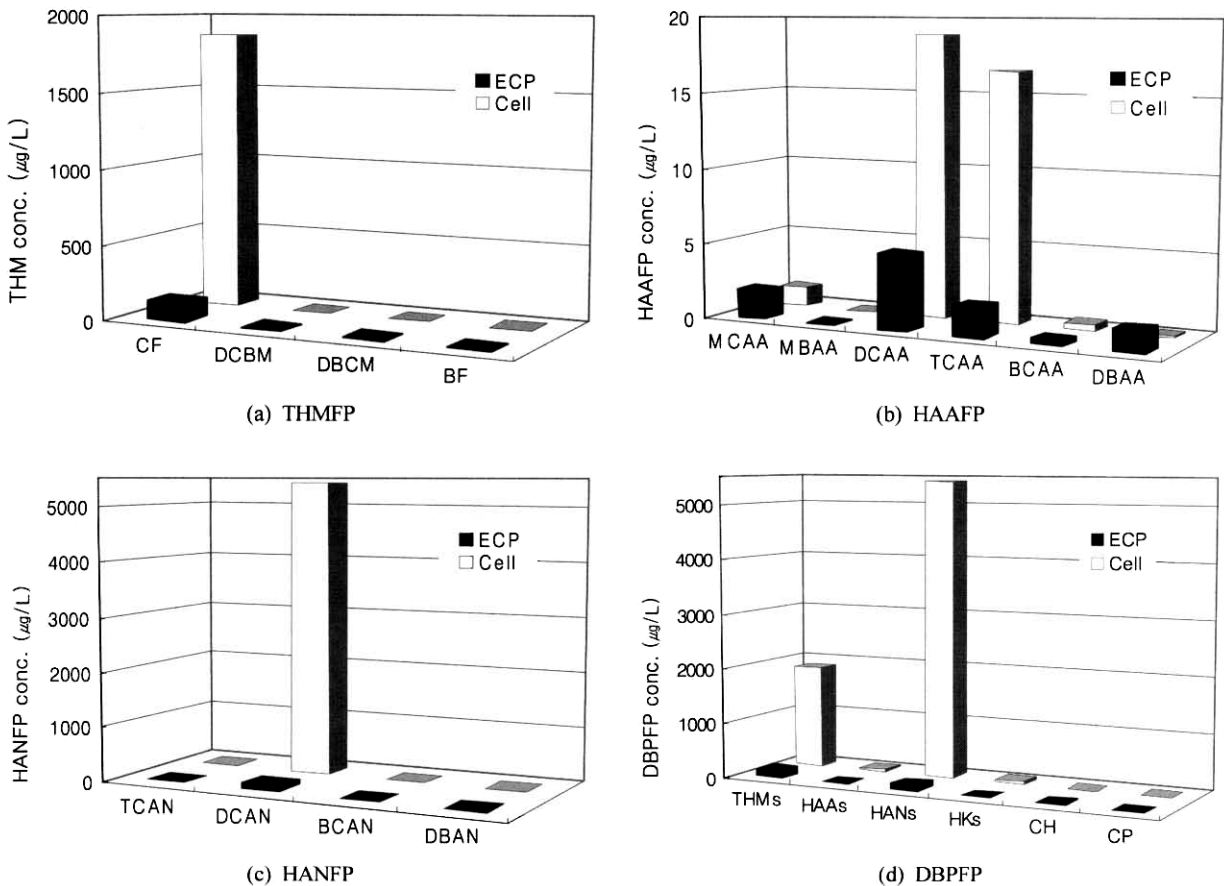 2000
1500
1000
500
0
THM conc. (㎍/L)
ECP
Cell
CF
DCBM
DBCM
BF
(a) THMFP
20
15
10
5
0
HAAFP conc. (㎍/L)
ECP
Cell
MCAA
MBAA
DCAA
TCAA
BCAA
DBAA
(b) HAAFP
5000
4000
3000
2000
1000
0
HANFP conc. (㎍/L)
ECP
Cell
TCAN
DCAN
BCAN
DBAN
(c) HANFP
5000
4000
3000
2000
1000
0
DBPFP conc. (㎍/L)
ECP
Cell
THMs
HAAs
HANs
HKs
CH
CP
(d) DBPFP